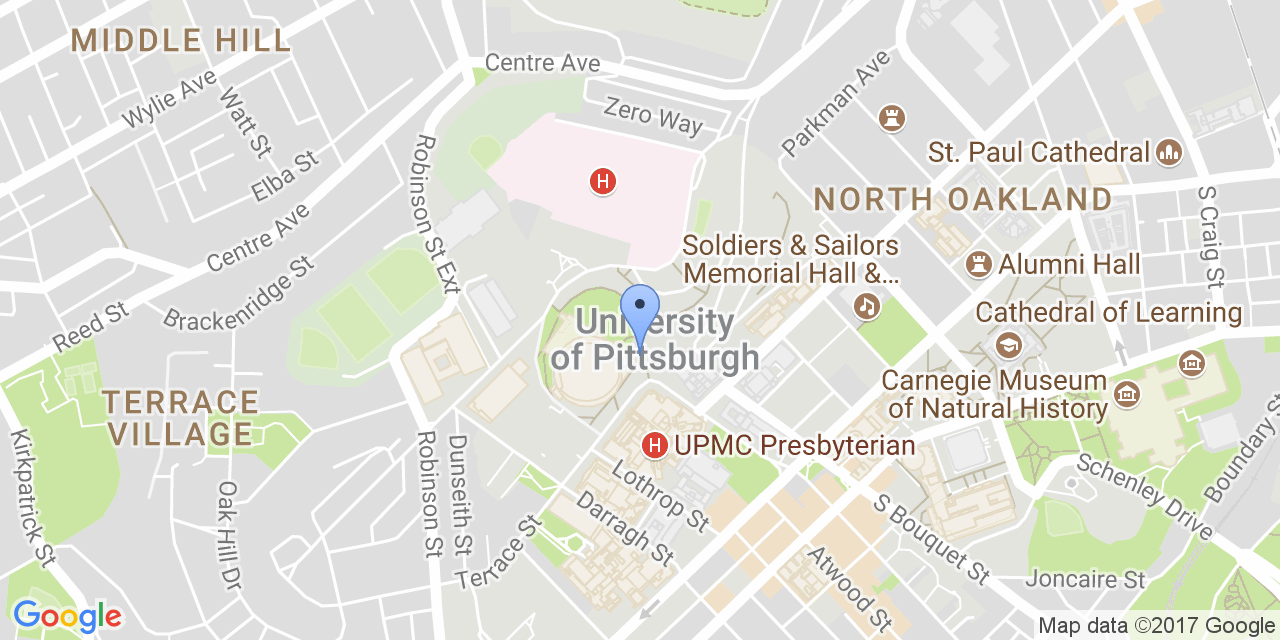 MIDDLE HILL
Centre Ave
Wylie Ave
Watt St
Zero Way
Parkman Ave
Elba St
Robinson St Ext
H
St. Paul Cathedral
NORTH OAKLAND
S Craig St
Centre Ave
Soldiers & Sailors
Memorial Hall &...
Alumni Hall
Brackenridge St
Reed St
Cathedral of Learning
University
of Pittsburgh
Carnegie Museum
of Natural History
TERRACE
VILLAGE
H
UPMC Presbyterian
Boundary St
Kirkpatrick St
Robinson St
Dunseith St
Oak Hill Dr
Lothrop St
Darragh St
Terrace St
Schenley Drive
S Bouquet St
Atwood St
Joncaire St
Google
Map data ©2017 Google